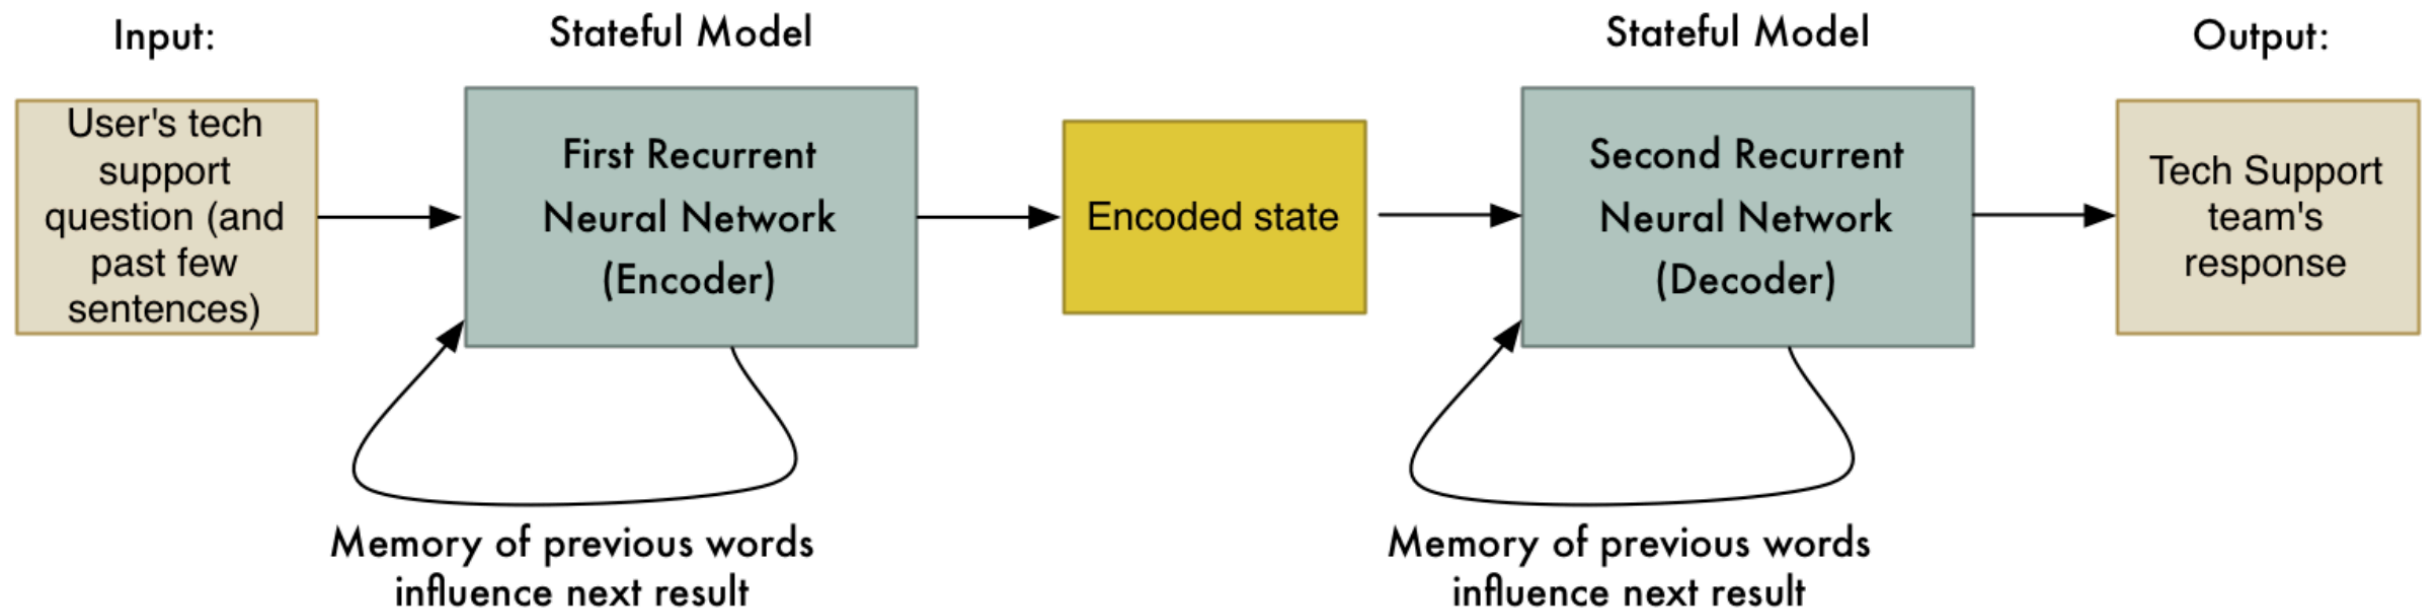 Input:
User's tech
support
question (and
past few
sentences)
Stateful Model
First Recurrent
Neural Network
(Encoder)
Memory of previous words
influence next result
Encoded state
Stateful Model
Second Recurrent
Neural Network
(Decoder)
Memory of previous words
influence next result
Output:
Tech Support
team's
response